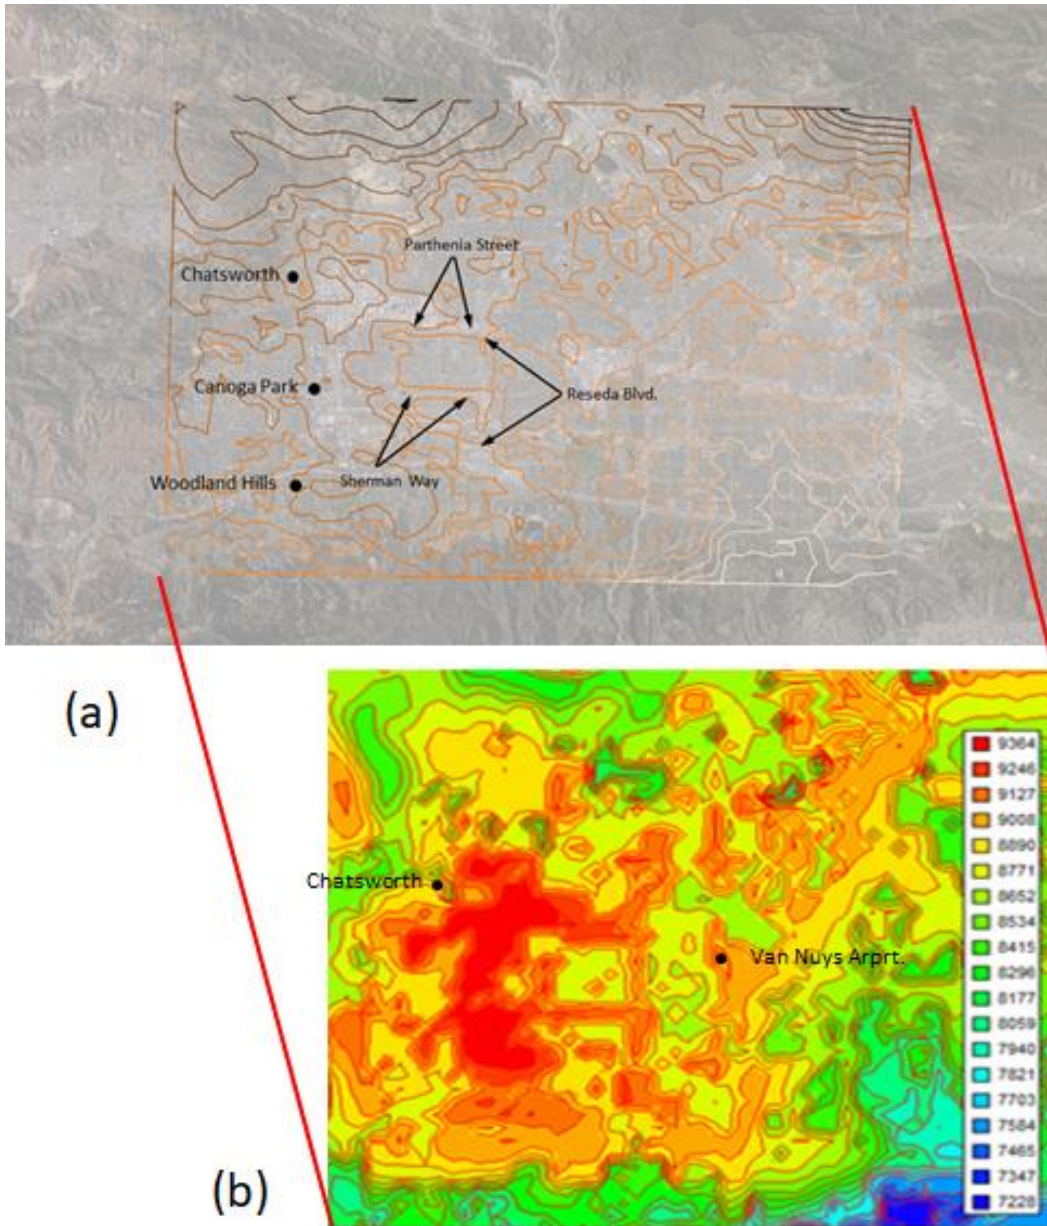 Parthenia Street
Chatsworth
Canoga Park
Reseda Blvd.
Woodland Hills
Sherman Way
(a)
9364
9246
9127
9008
8890
8771
8652
8534
8415
8296
8177
8059
7940
7821
7703
7584
7465
7347
7228
Chatsworth
Van Nuys Arprt.
(b)